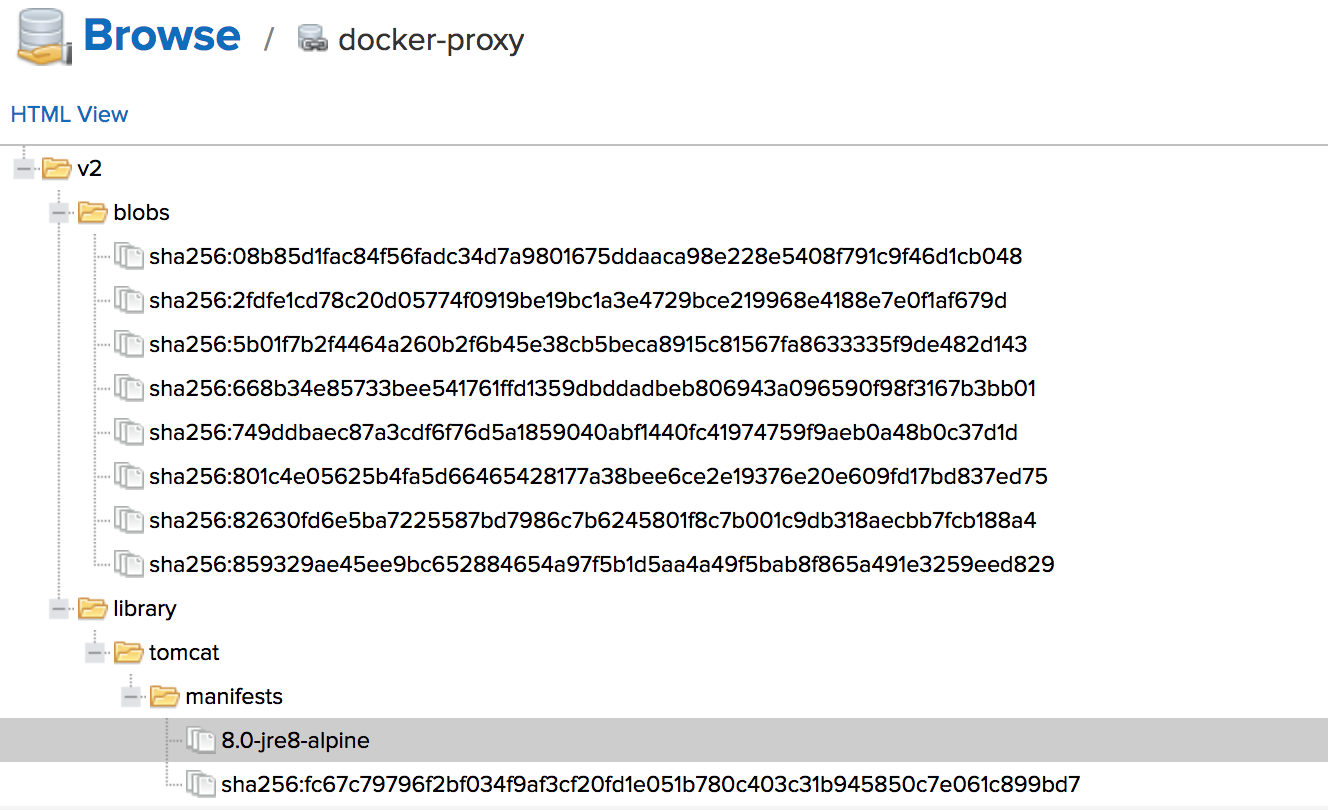 Browse / docker-proxy
HTML View
v2
blobs
sha256:08b85d1fac84f56fadc34d7a9801675ddaaca98e228e5408f791c9f46d1cb048
sha256:2fdfe1cd78c20d05774f0919be19bc1a3e4729bce219968e4188e7e0f1af679d
sha256:5b01f7b2f4464a260b2f6b45e38cb5beca8915c81567fa8633335f9de482d143
sha256:668b34e85733bee541761ffd1359dbddadbeb806943a096590f98f3167b3bb01
sha256:749ddbaec87a3cdf6f76d5a1859040abf1440fc41974759f9aeb0a48b0c37d1d
sha256:801c4e05625b4fa5d66465428177a38bee6ce2e19376e20e609fd17bd837ed75
sha256:82630fd6e5ba7225587bd7986c7b6245801f8c7b001c9db318aecbb7fcb188a4
sha256:859329ae45ee9bc652884654a97f5b1d5aa4a49f5bab8f865a491e3259eed829
library
tomcat
manifests
8.0-jre8-alpine
sha256:fc67c79796f2bf034f9af3cf20fd1e051b780c403c31b945850c7e061c899bd7